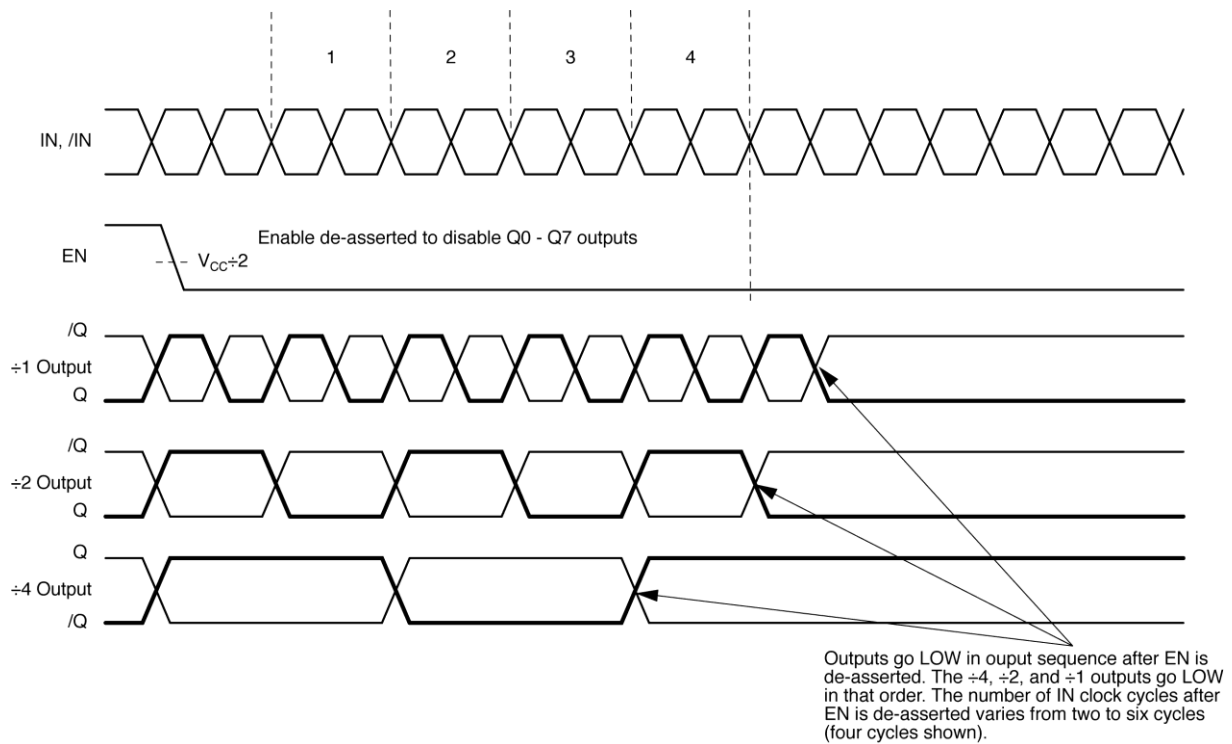 1 2 3 4
IN, /IN
Enable de-asserted to disable Q0 - Q7 outputs
EN
VCC÷2
/Q
÷1 Output
Q
/Q
÷2 Output
Q
Q
÷4 Output
/Q
Outputs go LOW in ouput sequence after EN is
de-asserted. The ÷4, ÷2, and ÷1 outputs go LOW
in that order. The number of IN clock cycles after
EN is de-asserted varies from two to six cycles
(four cycles shown).